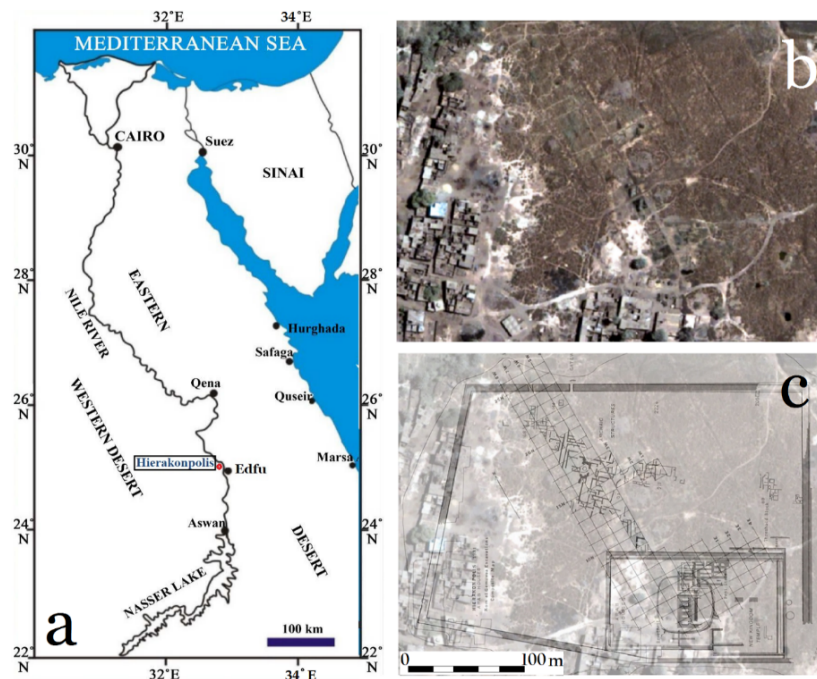 MEDITERRANEAN SEA
CAIRO
Suez
30
30
N
N
SINAI
28
28
N
N
EASTERN
NILE RIVER
Hurghada
Safaga
Qena
Quseir
26
26
N
N
WESTERN DESERT
Hierakonpolis
Edfu
Marsa
24
24
N
N
Aswan
DESERT
NASSER LAKE
100 km
22
22
N
N
32
E
34
E
32
E
34
E
a
b
c
0
100 m